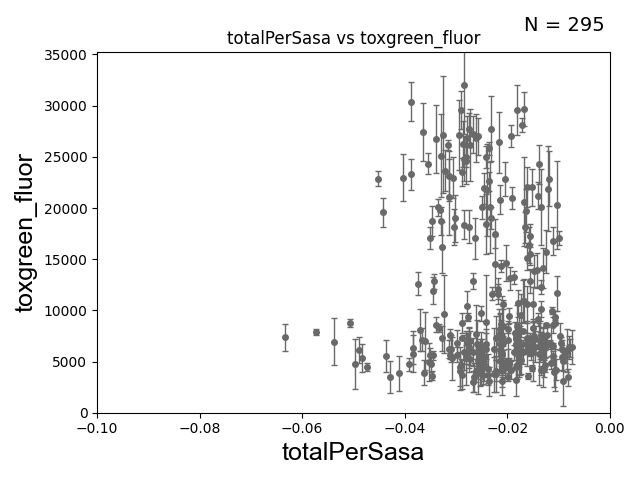 N = 295
totalPerSasa vs toxgreen_fluor
toxgreen_fluor
35000
30000
25000
20000
15000
10000
5000
0
−0.10 −0.08 −0.06 −0.04 −0.02 0.00
totalPerSasa